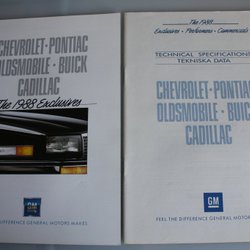 CHEVROLET · PONTIAC
OLDSMOBILE · BUICK
CADILLAC
The 1988 Exclusives
GM
DIFFERENCE GENERAL MOTORS MAKES
The 1988
Exclusives · Performance · Commercials
TECHNICAL SPECIFICATIONS
TEKNISKA DATA
CHEVROLET · PONTIAC
OLDSMOBILE · BUICK
CADILLAC
GM
FEEL THE DIFFERENCE GENERAL MOTORS MAKES